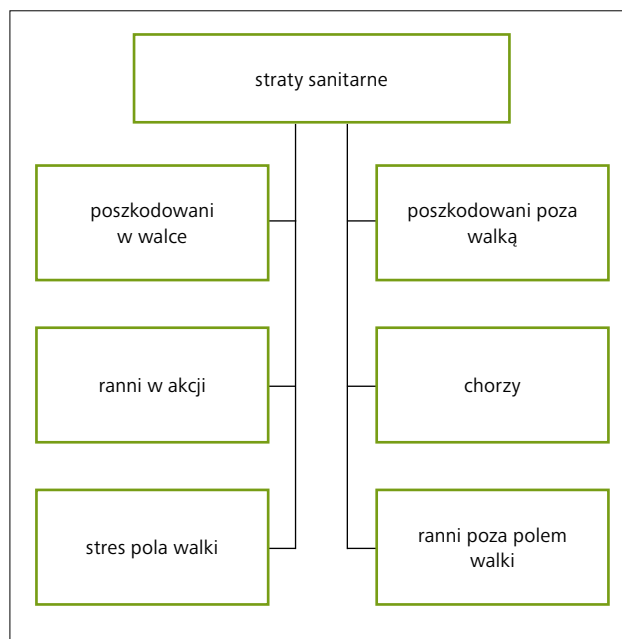 straty sanitarne
poszkodowani
w walce
poszkodowani poza
walką
ranni w akcji
chorzy
stres pola walki
ranni poza polem
walki